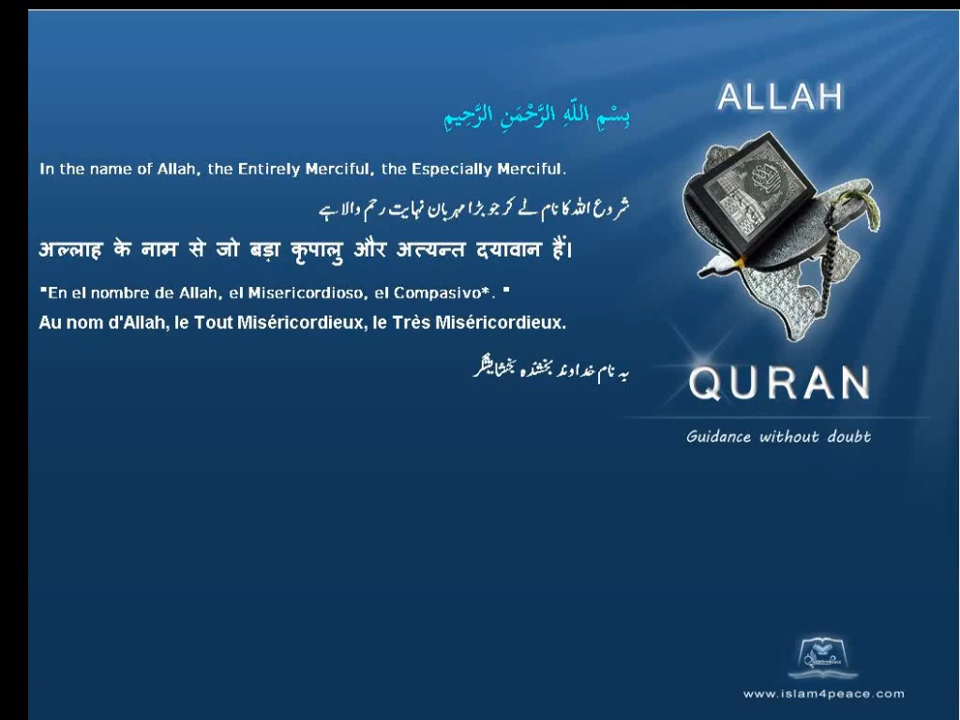 بِسْمِ اللَّهِ الرَّحْمَنِ الرَّحِيمِ
In the name of Allah, the Entirely Merciful, the Especially Merciful.
شروع الله کا نام لے کر جو بڑا مہربان نہایت رحم والا ہے
अल्लाह के नाम से जो बड़ा कृपालु और अत्यन्त दयावान हैं।
"En el nombre de Allah, el Misericordioso, el Compasivo*. "
Au nom d'Allah, le Tout Miséricordieux, le Très Miséricordieux.
به نام خداوند بخشنده بخشایشگر
ALLAH
QURAN
Guidance without doubt
www.islam4peace.com